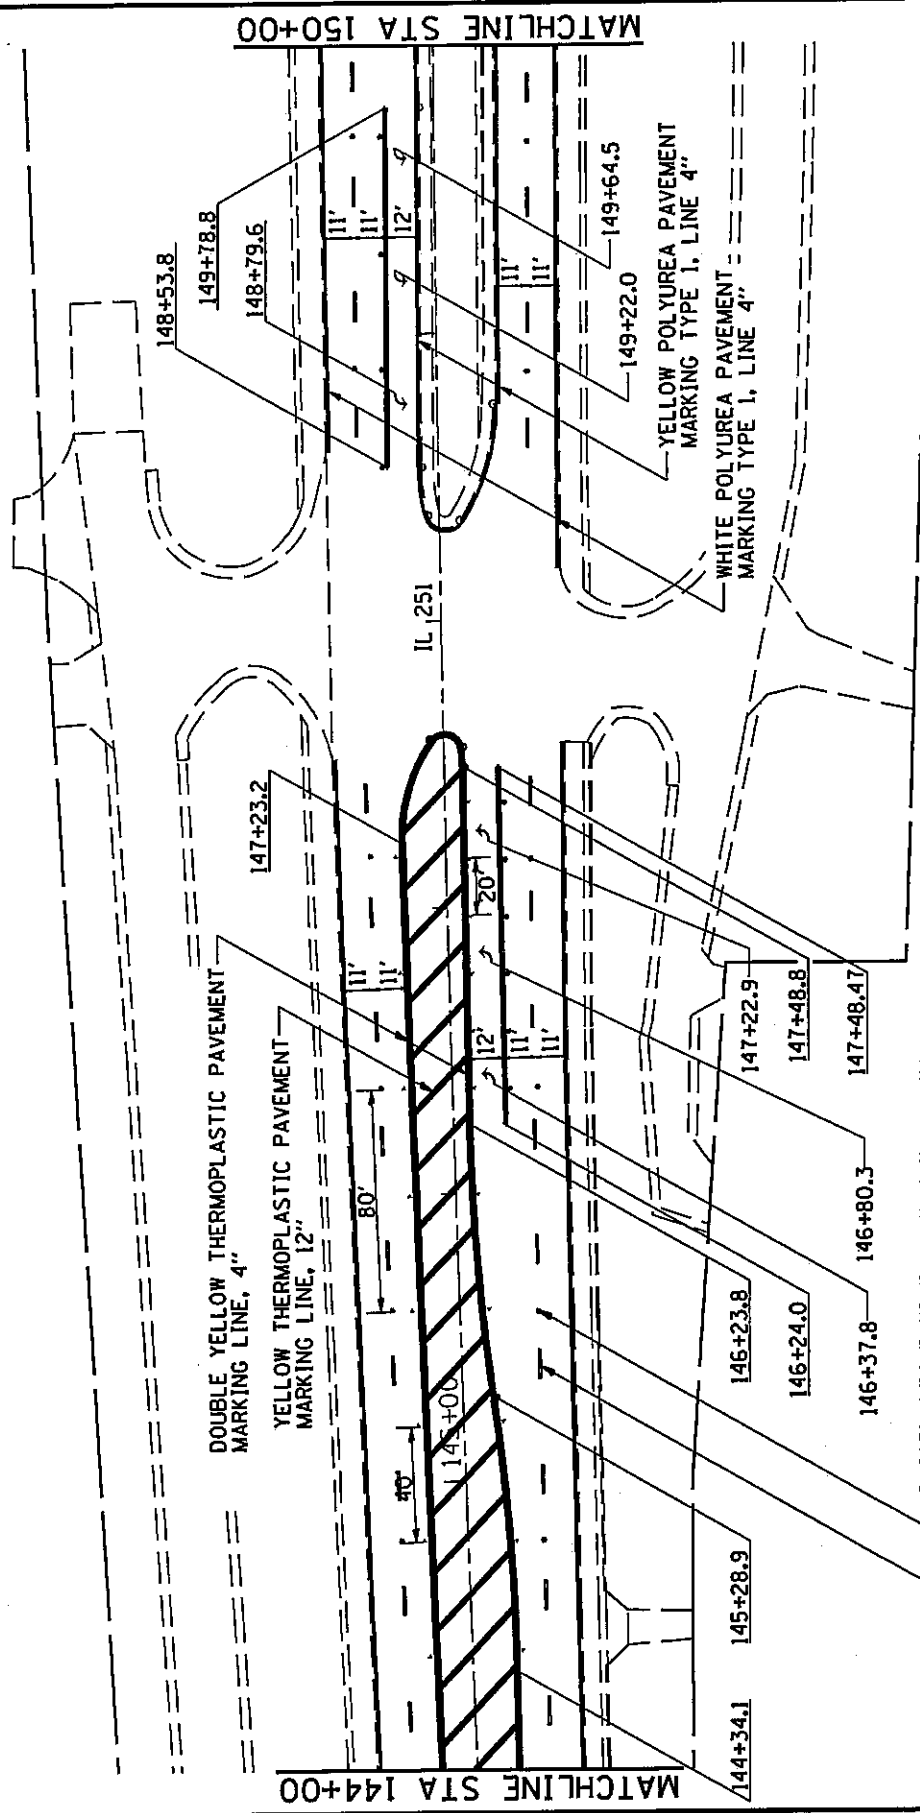 MATCHLINE STA 150+00
148+53.8
149+78.8
148+79.6
11'
11'
12'
11'
11'
149+64.5
149+22.0
YELLOW POLYUREA PAVEMENT
MARKING TYPE 1, LINE 4"
WHITE POLYUREA PAVEMENT
MARKING TYPE 1, LINE 4"
IL 251
147+23.2
DOUBLE YELLOW THERMOPLASTIC PAVEMENT
MARKING LINE, 4"
YELLOW THERMOPLASTIC PAVEMENT
MARKING LINE, 12"
11'
11'
20'
12'
11'
11'
80'
40'
147+22.9
147+48.8
147+48.47
146+80.3
146+23.8
146+24.0
146+37.8
145+28.9
144+34.1
MATCHLINE STA 144+00